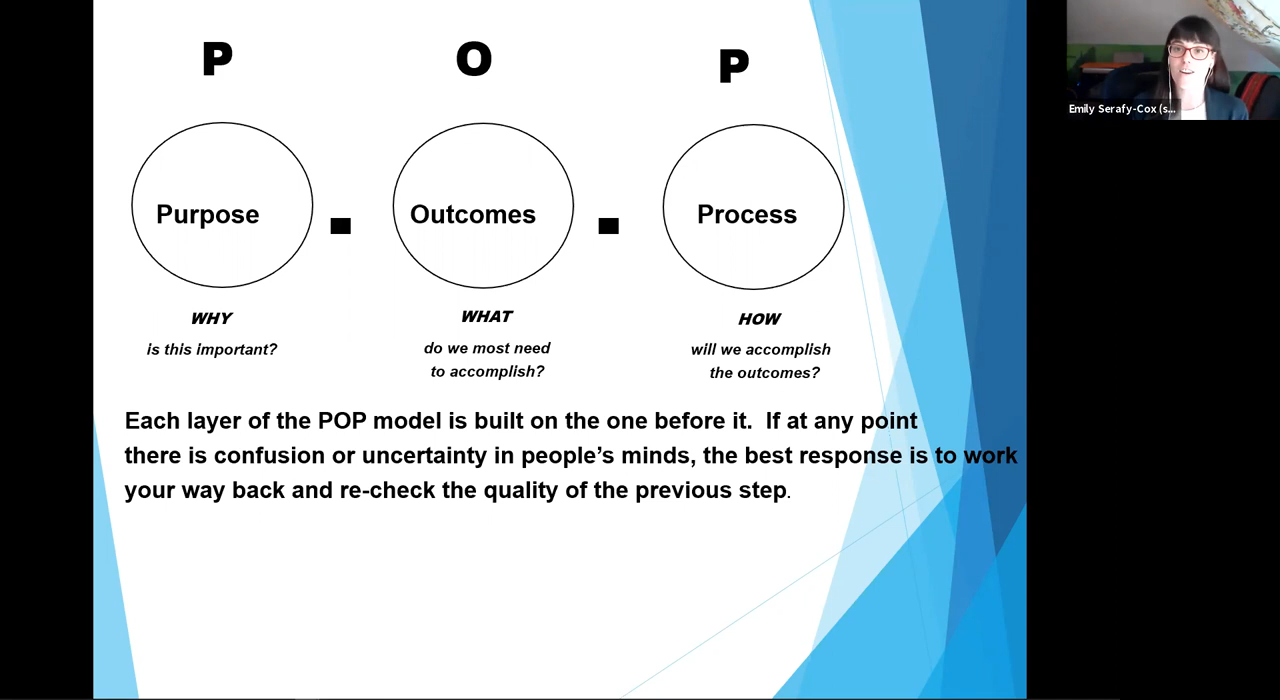 P O P
Purpose - Outcomes - Process
WHY
is this important?
WHAT
do we most need
to accomplish?
HOW
will we accomplish
the outcomes?
Each layer of the POP model is built on the one before it.  If at any point
there is confusion or uncertainty in people’s minds, the best response is to work
your way back and re-check the quality of the previous step.
Emily Serafy-Cox (s...